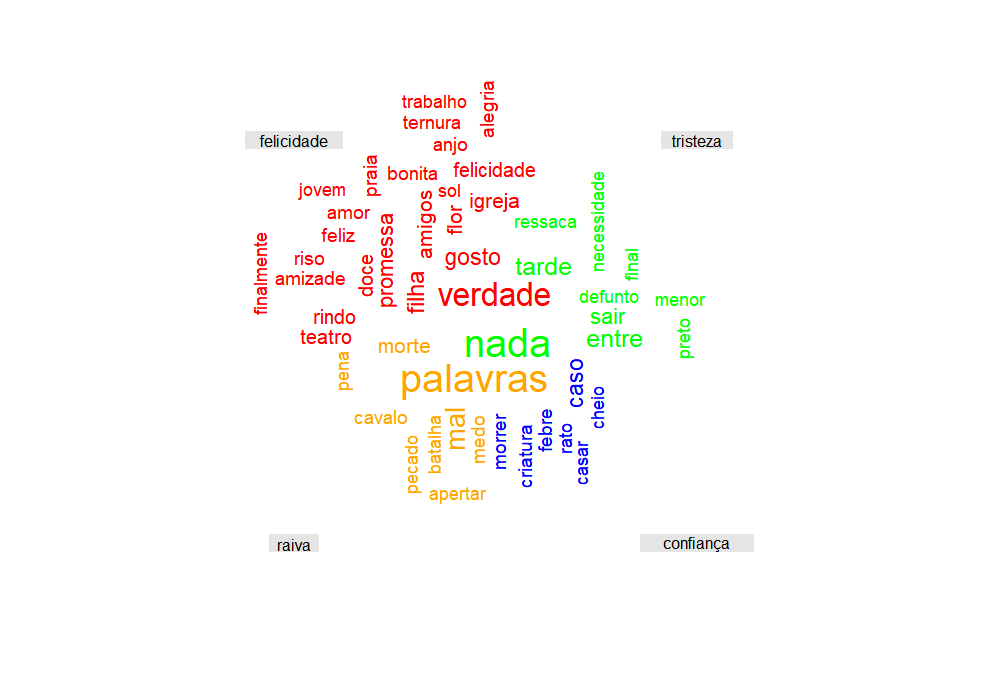 trabalho
alegria
ternura
felicidade
tristeza
anjo
praia
bonita
felicidade
jovem
sol
necessidade
igreja
amor
flor
ressaca
amigos
feliz
promessa
finalmente
riso
gosto
tarde
final
amizade
doce
filha
verdade
defunto
menor
rindo
sair
teatro
nada
entre
preto
morte
pena
palavras
caso
cheio
cavalo
mal
batalha
medo
morrer
febre
rato
criatura
casar
pecado
apertar
raiva
confiança